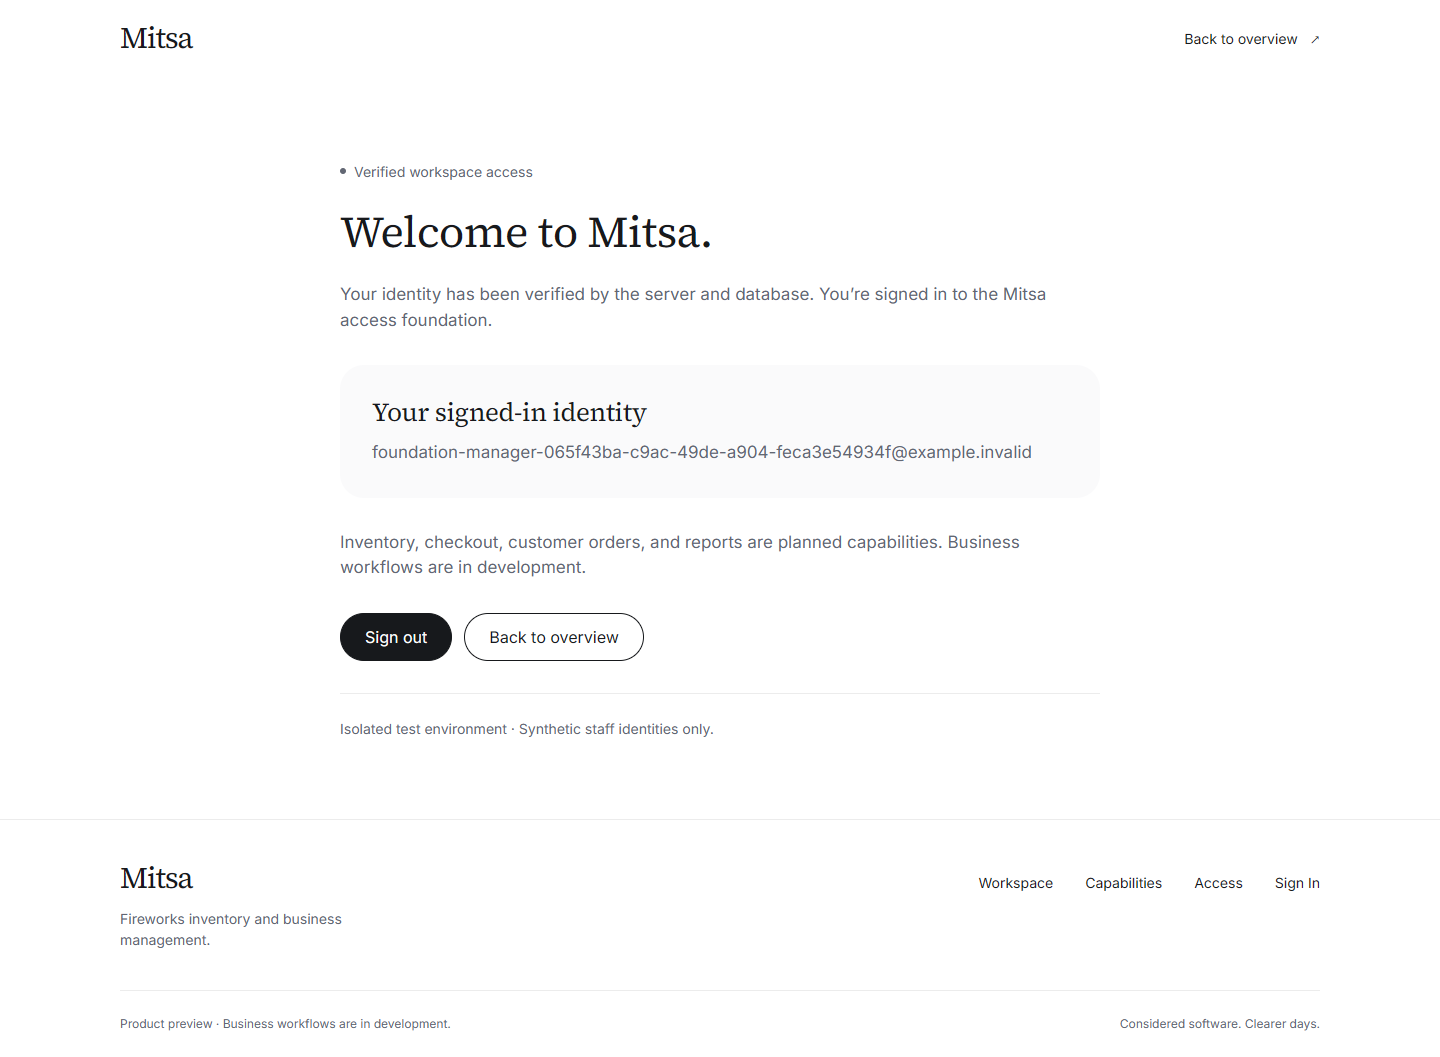 Mitsa
Back to overview ↗
Verified workspace access
Welcome to Mitsa.
Your identity has been verified by the server and database. You’re signed in to the Mitsa
access foundation.
Your signed-in identity
foundation-manager-065f43ba-c9ac-49de-a904-feca3e54934f@example.invalid
Inventory, checkout, customer orders, and reports are planned capabilities. Business
workflows are in development.
Sign out
Back to overview
Isolated test environment · Synthetic staff identities only.
Mitsa
Fireworks inventory and business
management.
Workspace
Capabilities
Access
Sign In
Product preview · Business workflows are in development.
Considered software. Clearer days.